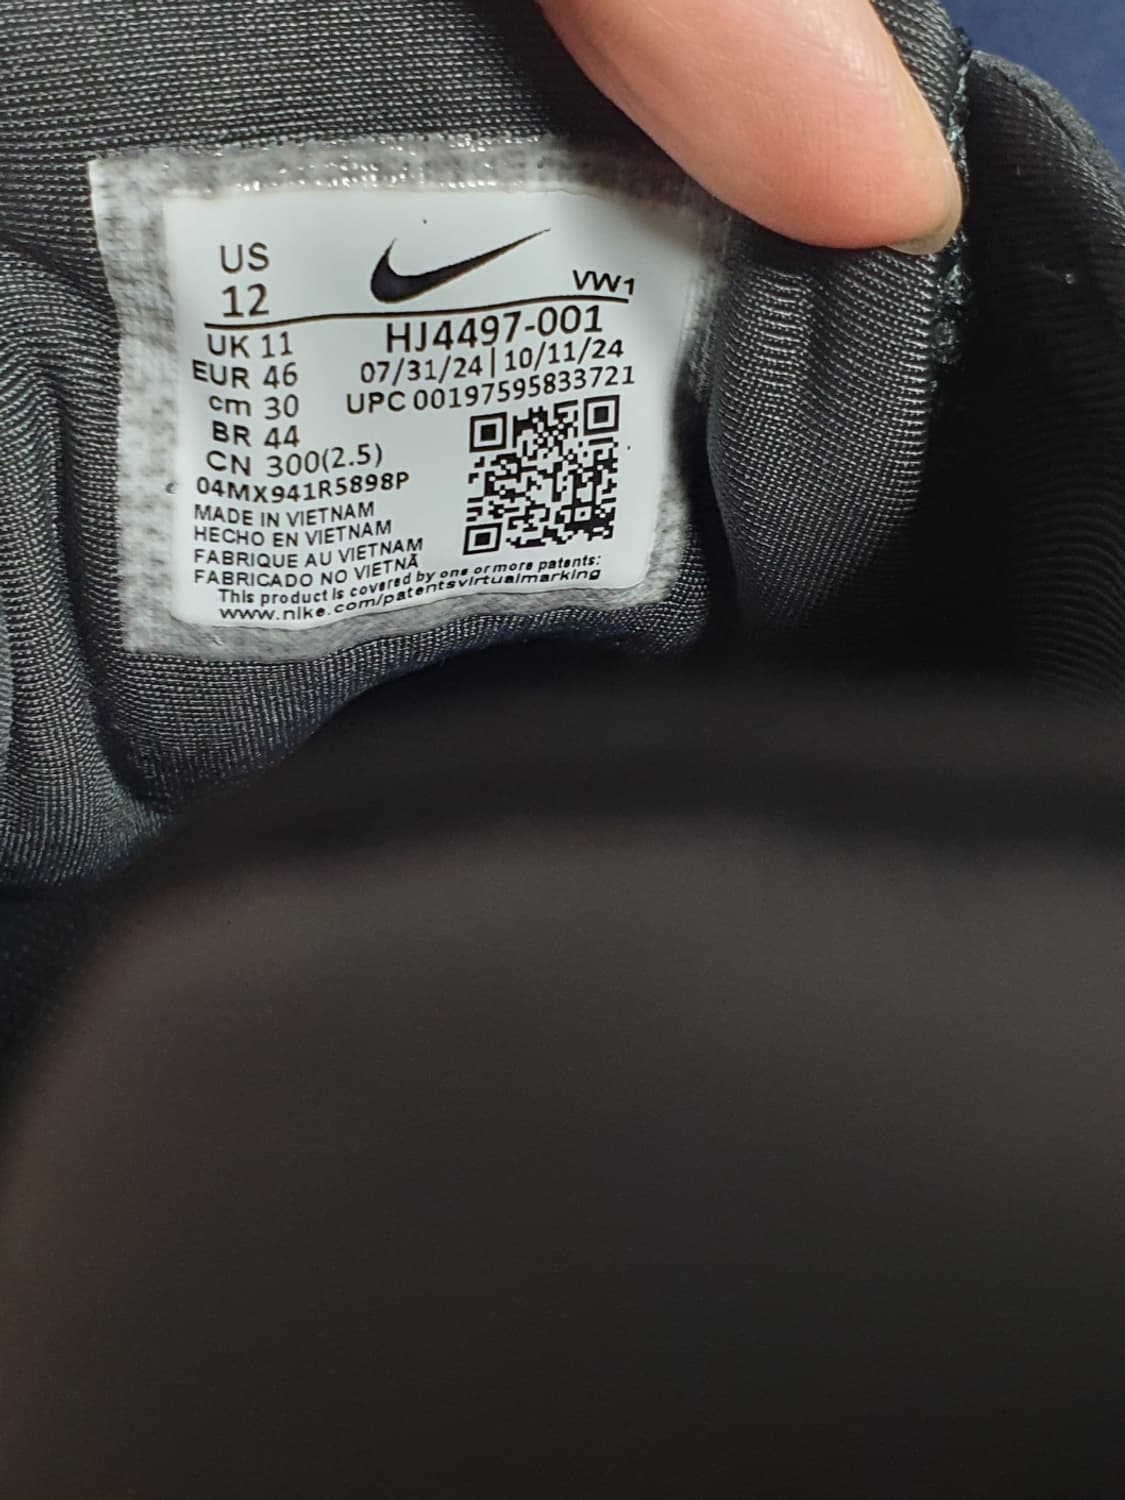 US
12
VW1
UK 11
HJ4497-001
EUR 46
07/31/24|10/11/24
cm 30
UPC 00197595833721
BR 44
CN 300(2.5)
04MX941R5898P
MADE IN VIETNAM
HECHO EN VIETNAM
FABRIQUE AU VIETNAM
FABRICADO NO VIETNÃ
This product is covered by one or more patents:
www.nike.com/patentsvirtualmarking